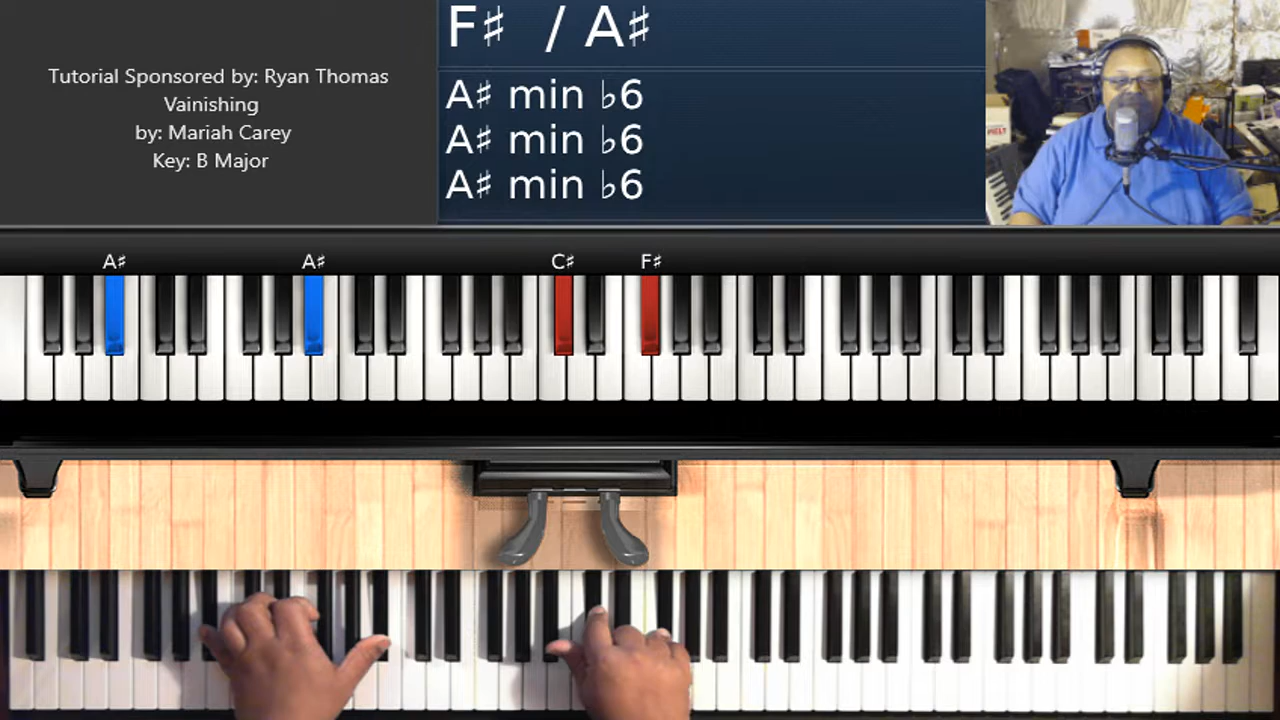 Tutorial Sponsored by: Ryan Thomas
Vainishing
by: Mariah Carey
Key: B Major
F♯ / A♯
A♯ min ♭6
A♯ min ♭6
A♯ min ♭6
A♯ A♯ C♯ F♯